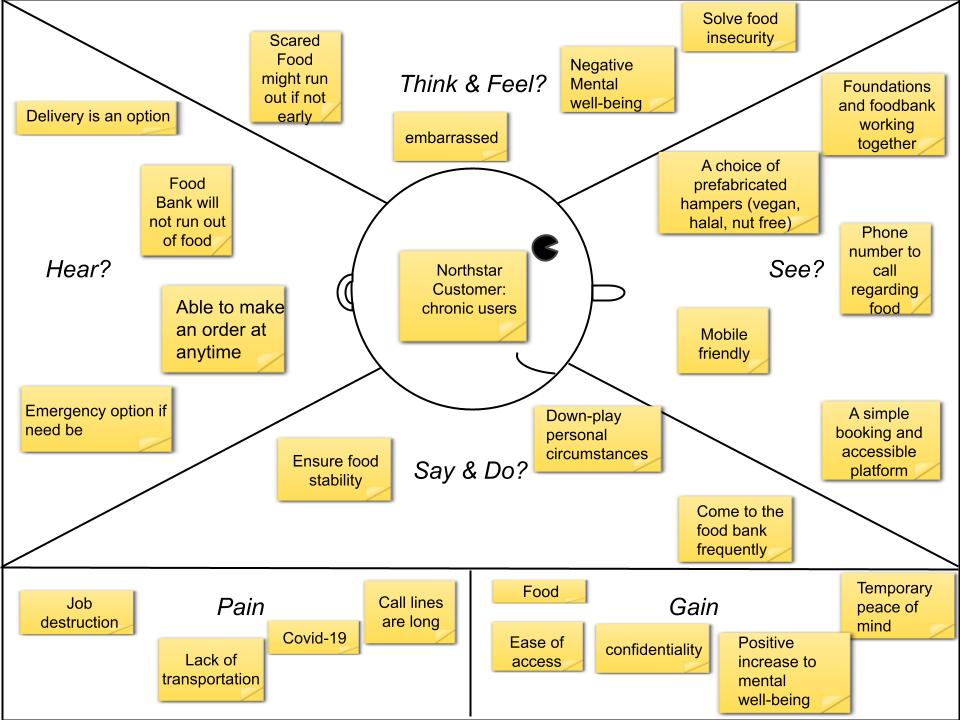 Think & Feel?
Scared
Food
might run
out if not
early
embarrassed
Negative
Mental
well-being
Solve food
insecurity
Hear?
Delivery is an option
Food
Bank will
not run out
of food
Able to make
an order at
anytime
Emergency option if
need be
Northstar
Customer:
chronic users
See?
Foundations
and foodbank
working
together
A choice of
prefabricated
hampers (vegan,
halal, nut free)
Phone
number to
call
regarding
food
Mobile
friendly
A simple
booking and
accessible
platform
Say & Do?
Ensure food
stability
Down-play
personal
circumstances
Come to the
food bank
frequently
Pain
Job
destruction
Lack of
transportation
Covid-19
Call lines
are long
Gain
Food
Ease of
access
confidentiality
Positive
increase to
mental
well-being
Temporary
peace of
mind